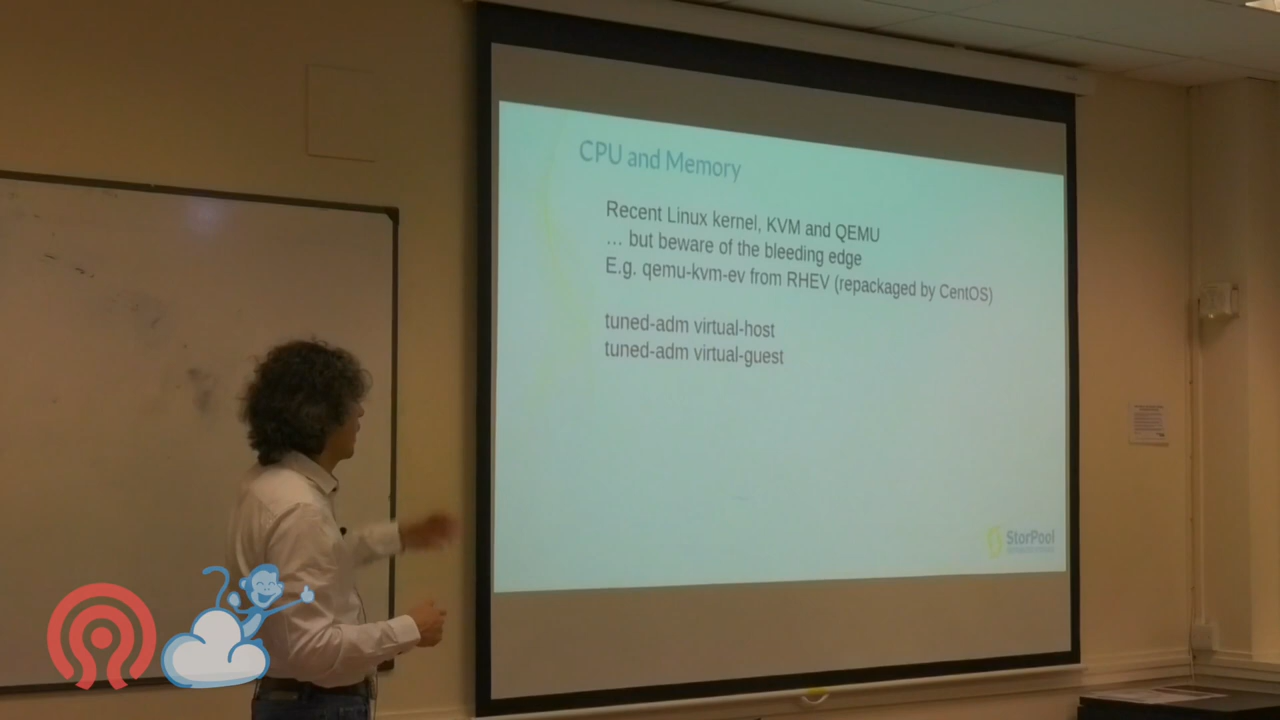 CPU and Memory
Recent Linux kernel, KVM and QEMU
... but beware of the bleeding edge
E.g. qemu-kvm-ev from RHEV (repackaged by CentOS)
tuned-adm virtual-host
tuned-adm virtual-guest
StorPool